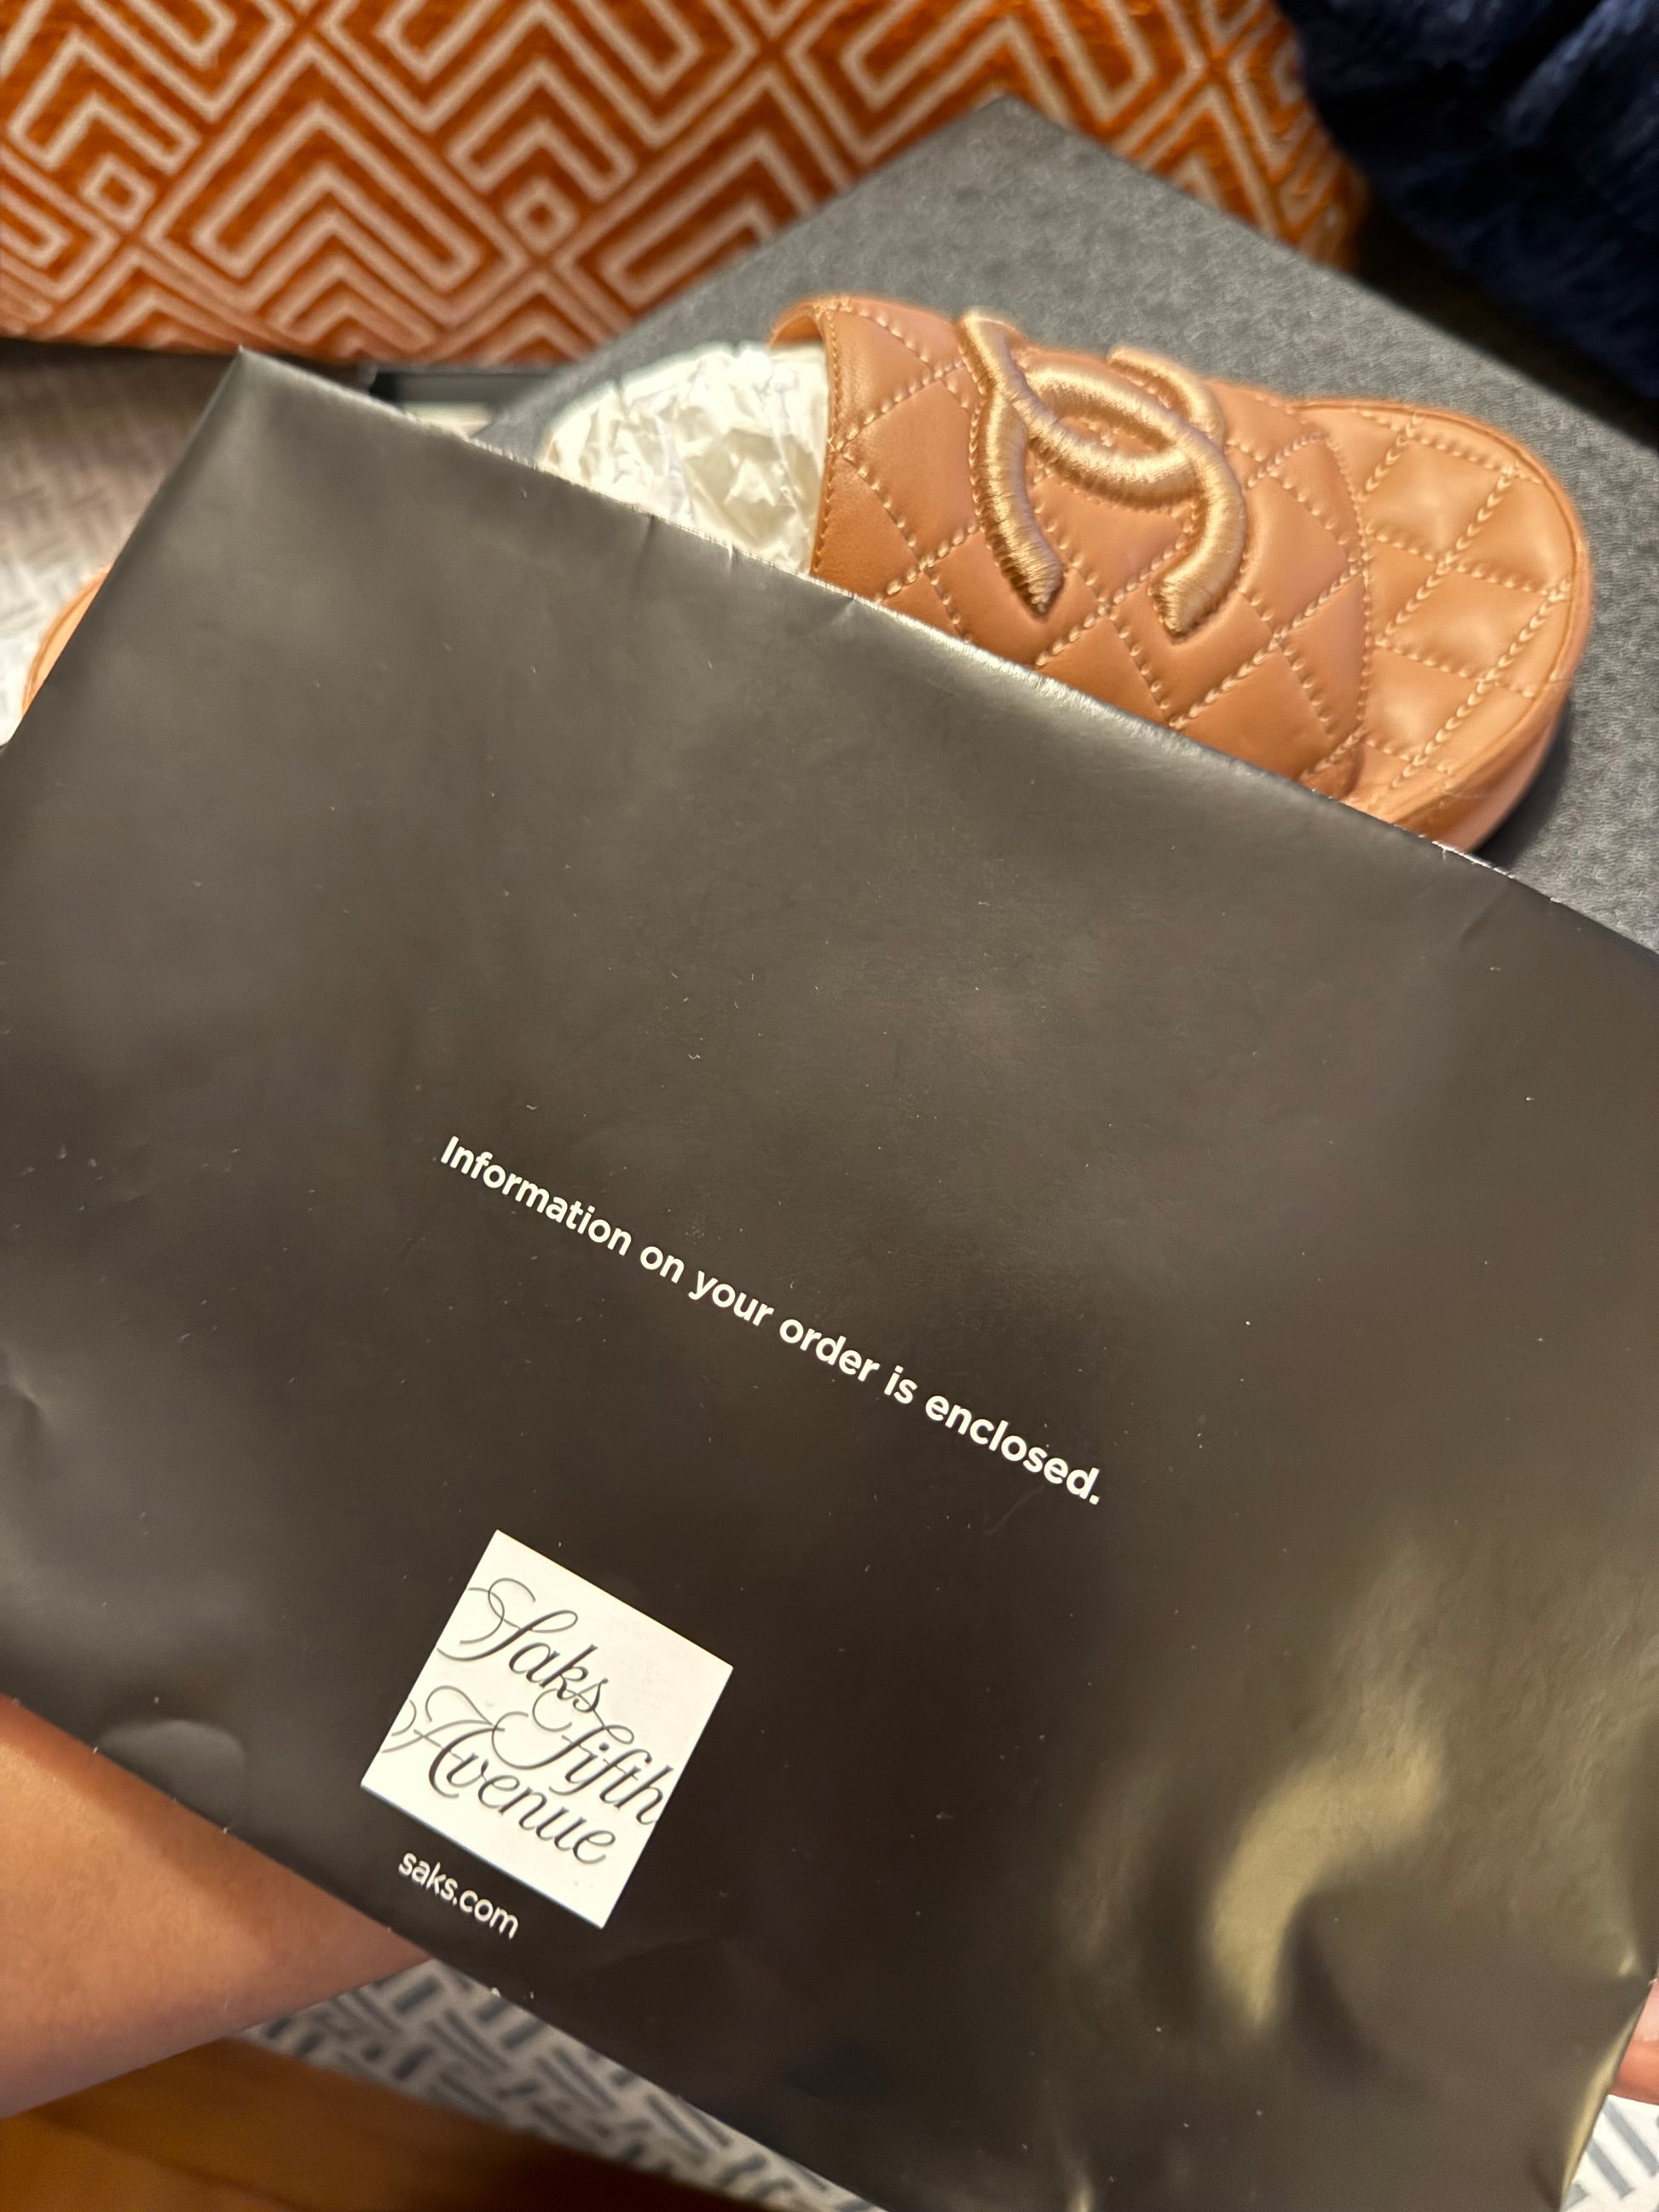 Information on your order is enclosed.
Saks
Fifth
Avenue
saks.com